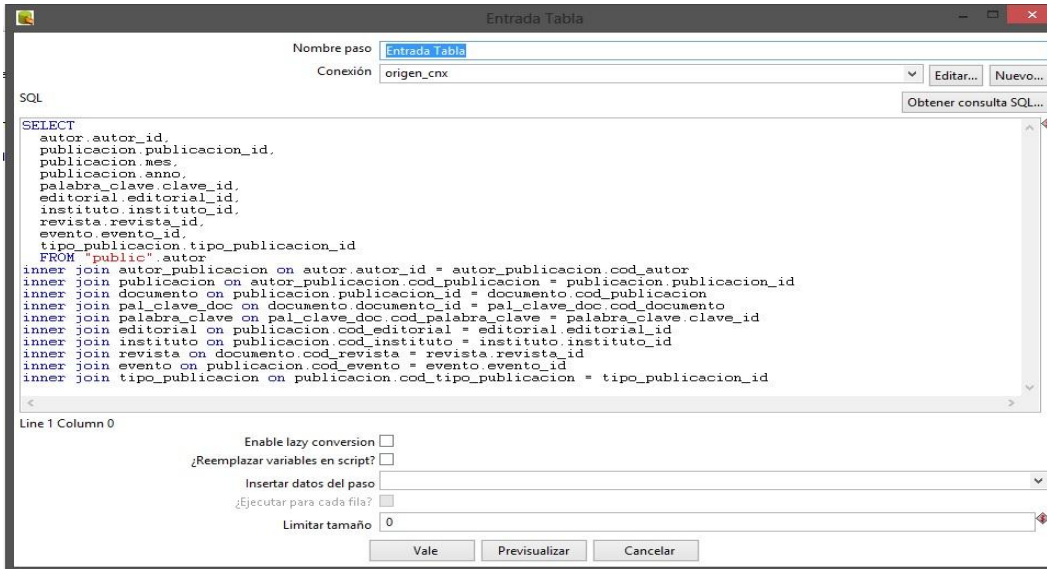 Entrada Tabla
Nombre paso Entrada Tabla
Conexión origen_cnx Editar... Nuevo...
SQL Obtener consulta SQL...
SELECT
autor.autor_id,
publicacion.publicacion_id,
publicacion.mes,
publicacion.anno,
palabra_clave.clave_id,
editorial.editorial_id,
instituto.instituto_id,
revista.revista_id,
evento.evento_id,
tipo_publicacion.tipo_publicacion_id
FROM "public".autor
inner join autor_publicacion on autor.autor_id = autor_publicacion.cod_autor
inner join publicacion on autor_publicacion.cod_publicacion = publicacion.publicacion_id
inner join documento on publicacion.publicacion_id = documento.cod_publicacion
inner join pal_clave_doc on documento.documento_id = pal_clave_doc.cod_documento
inner join palabra_clave on pal_clave_doc.cod_palabra_clave = palabra_clave.clave_id
inner join editorial on publicacion.cod_editorial = editorial.editorial_id
inner join instituto on publicacion.cod_instituto = instituto.instituto_id
inner join revista on documento.cod_revista = revista.revista_id
inner join evento on publicacion.cod_evento = evento.evento_id
inner join tipo_publicacion on publicacion.cod_tipo_publicacion = tipo_publicacion_id
Line 1 Column 0
Enable lazy conversion
¿Reemplazar variables en script?
Insertar datos del paso
¿Ejecutar para cada fila?
Limitar tamaño 0
Vale Previsualizar Cancelar